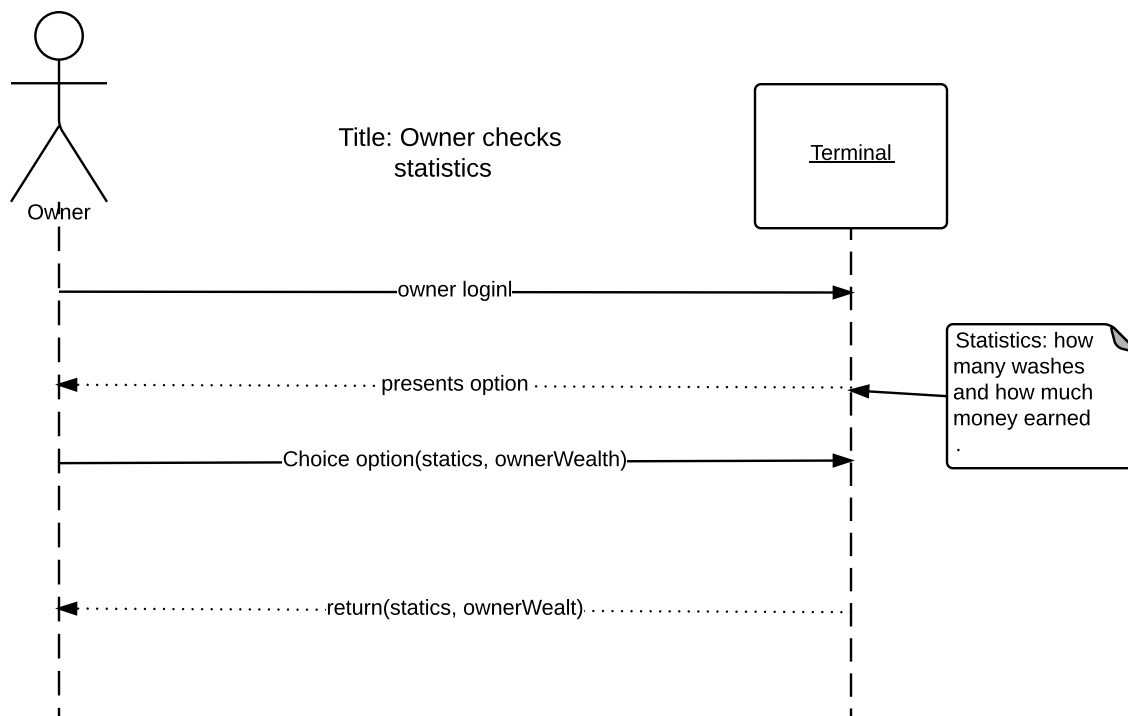 Title: Owner checks
statistics
Terminal
Owner
owner loginl
Statistics: how
many washes
and how much
money earned
.
presents option
Choice option(statics, ownerWealth)
return(statics, ownerWealt)